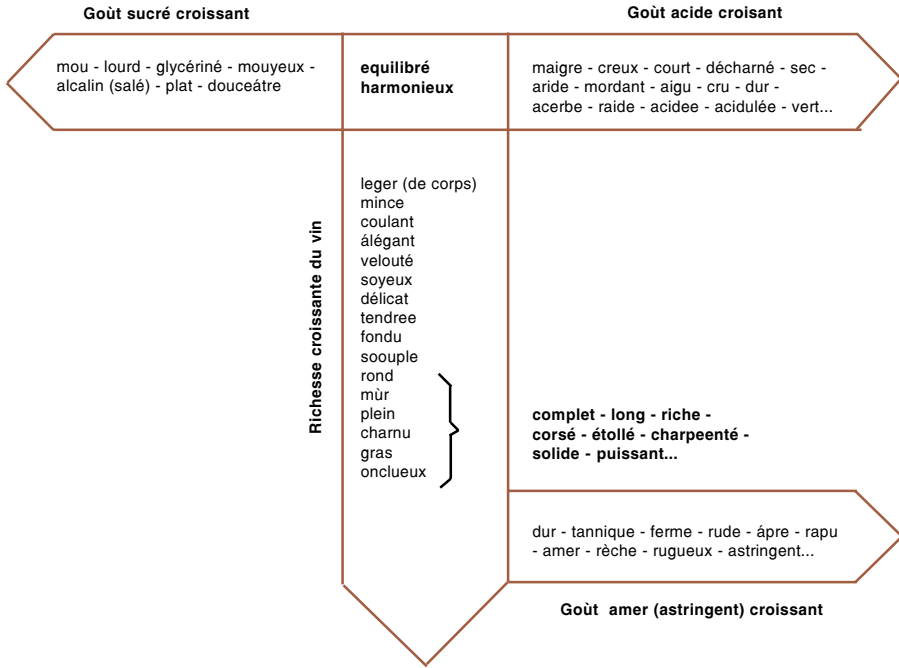 Goùt sucré croissant
Goùt acide croisant
mou - lourd - glycériné - mouyeux -
alcalin (salé) - plat - douceátre
equilibré
harmonieux
maigre - creux - court - décharné - sec -
aride - mordant - aigu - cru - dur -
acerbe - raide - acidee - acidulée - vert...
Richesse croissante du vin
leger (de corps)
mince
coulant
álégant
velouté
soyeux
délicat
tendree
fondu
soouple
rond
mùr
plein
charnu
gras
onclueux
complet - long - riche -
corsé - étollé - charpeenté -
solide - puissant...
dur - tannique - ferme - rude - ápre - rapu
- amer - rèche - rugueux - astringent...
Goùt amer (astringent) croissant